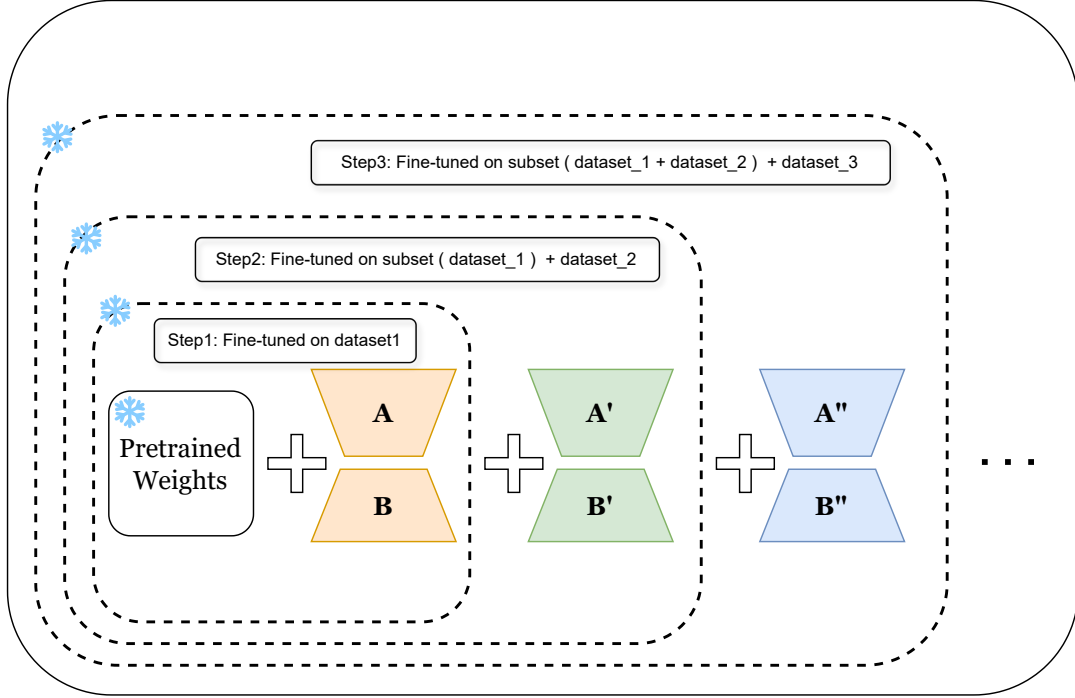 Step3: Fine-tuned on subset ( dataset_1 + dataset_2 ) + dataset_3
Step2: Fine-tuned on subset ( dataset_1 ) + dataset_2
Step1: Fine-tuned on dataset1
Pretrained
Weights
A
B
A'
B'
A"
B"
...